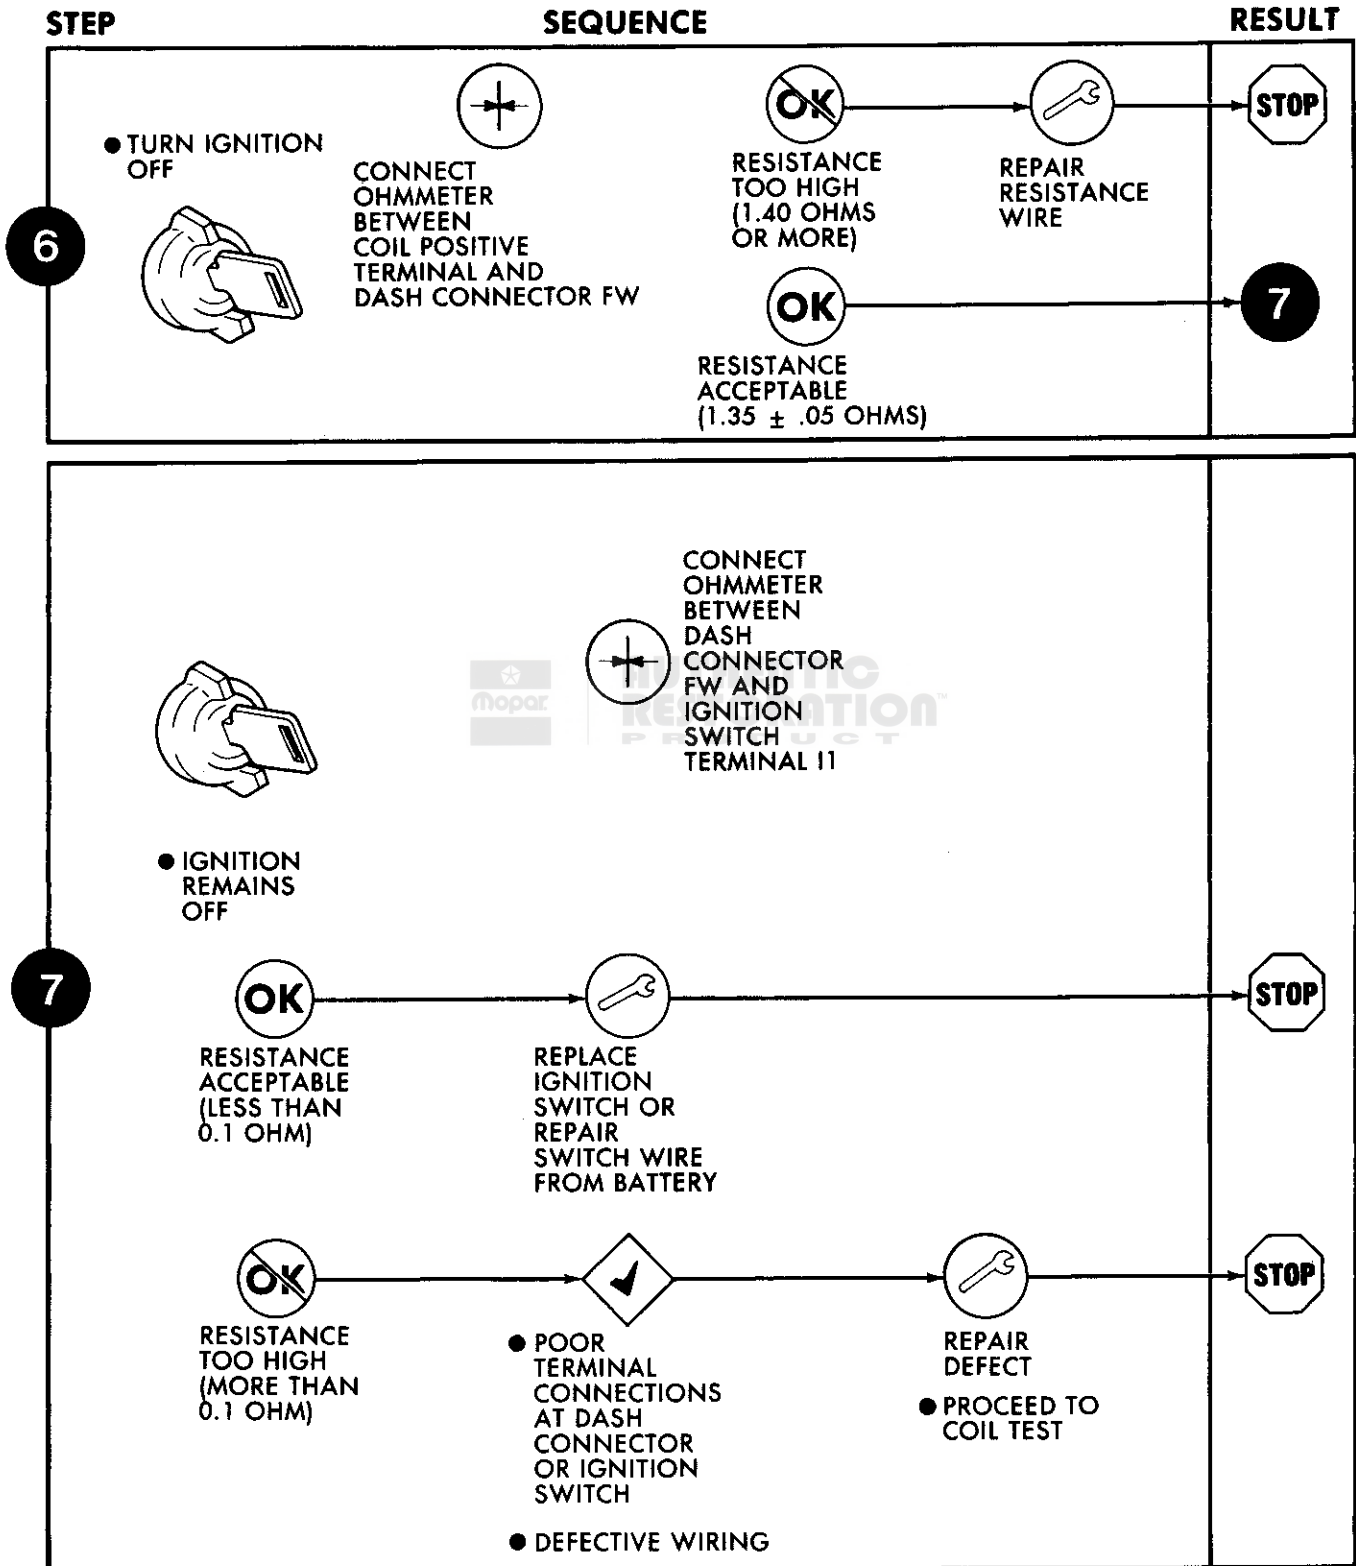 STEP
SEQUENCE
RESULT
6
● TURN IGNITION
OFF
CONNECT
OHMMETER
BETWEEN
COIL POSITIVE
TERMINAL AND
DASH CONNECTOR FW
OK
RESISTANCE
TOO HIGH
(1.40 OHMS
OR MORE)
REPAIR
RESISTANCE
WIRE
STOP
OK
RESISTANCE
ACCEPTABLE
(1.35 ± .05 OHMS)
7
7
● IGNITION
REMAINS
OFF
CONNECT
OHMMETER
BETWEEN
DASH
CONNECTOR
FW AND
IGNITION
SWITCH
TERMINAL I1
Mopar
RESTORATION™
PRODUCT
OK
RESISTANCE
ACCEPTABLE
(LESS THAN
0.1 OHM)
REPLACE
IGNITION
SWITCH OR
REPAIR
SWITCH WIRE
FROM BATTERY
STOP
OK
RESISTANCE
TOO HIGH
(MORE THAN
0.1 OHM)
● POOR
TERMINAL
CONNECTIONS
AT DASH
CONNECTOR
OR IGNITION
SWITCH
● DEFECTIVE WIRING
REPAIR
DEFECT
● PROCEED TO
COIL TEST
STOP